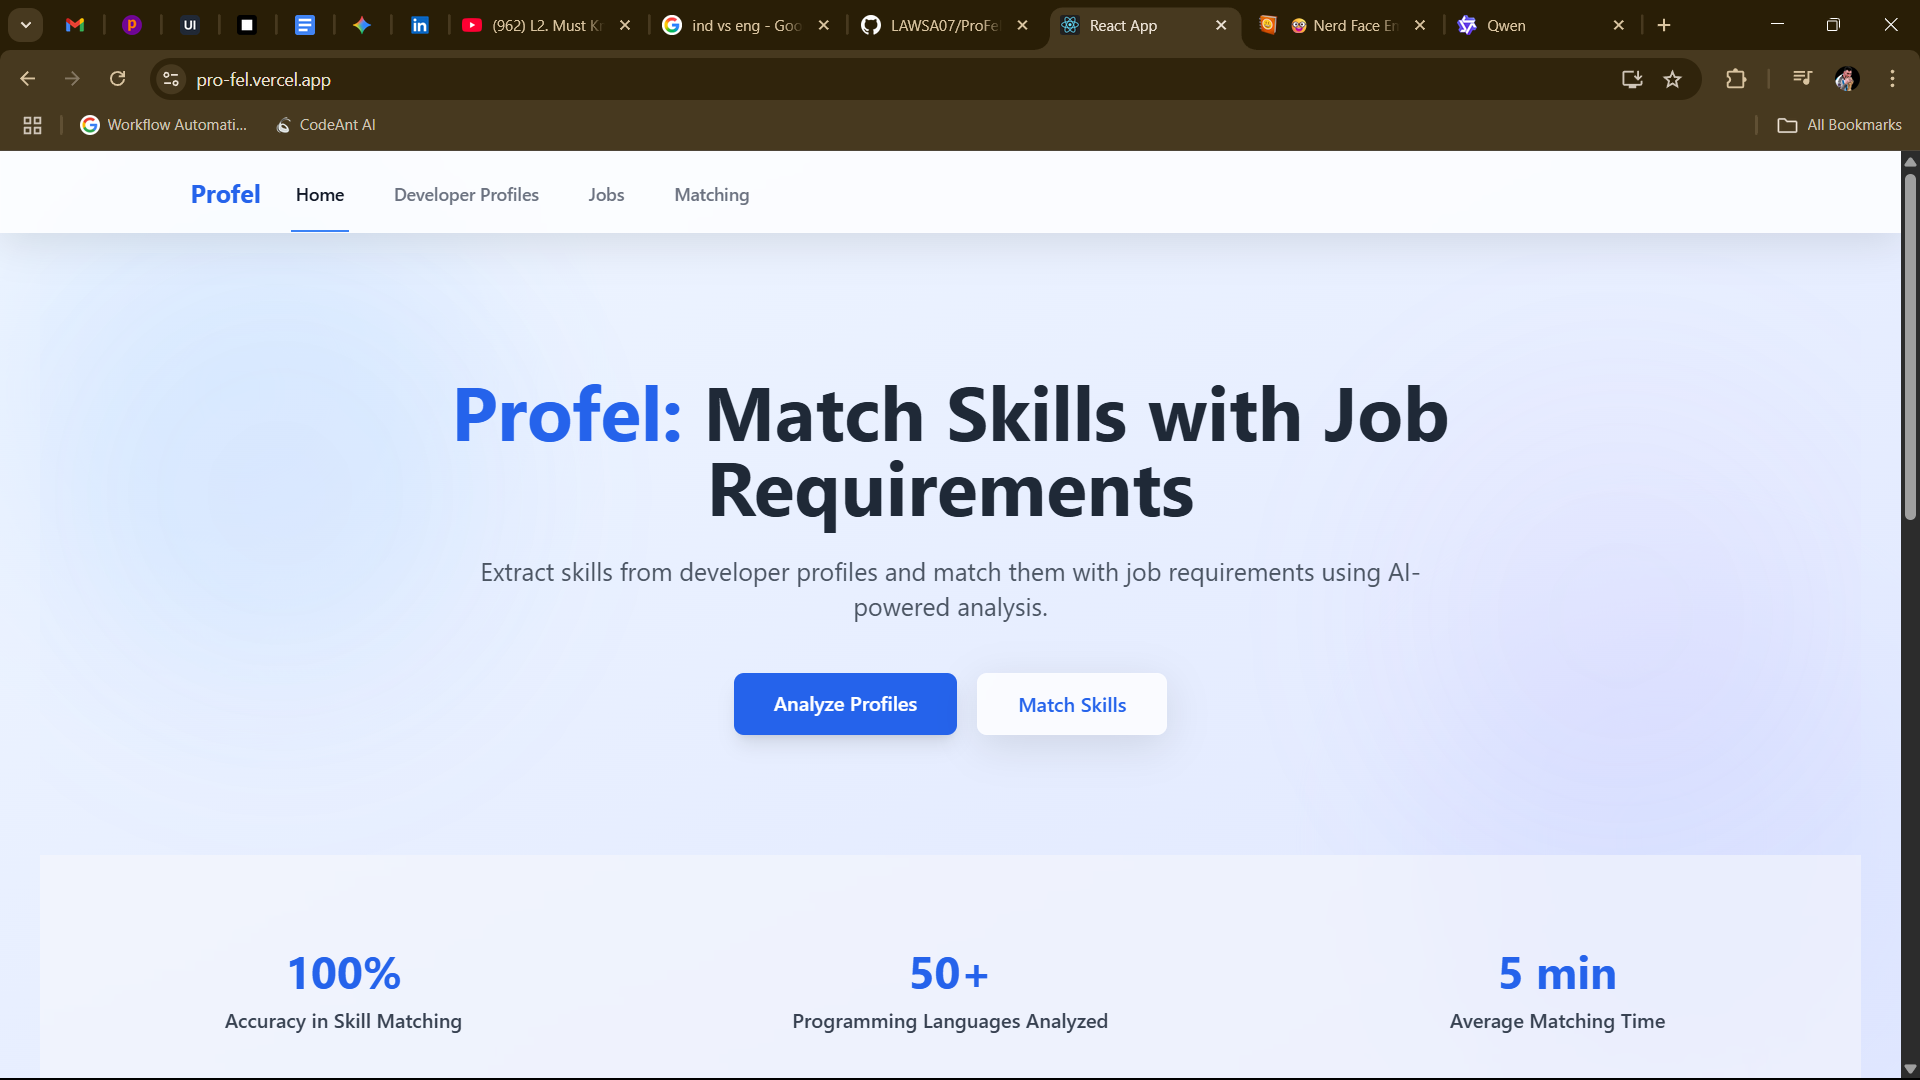 UI
(962) L2. Must Kr
ind vs eng - Goo
LAWSA07/ProFe
React App
Nerd Face Em
Qwen
pro-fel.vercel.app
Workflow Automati...
CodeAnt AI
All Bookmarks
Profel
Home
Developer Profiles
Jobs
Matching
Profel: Match Skills with Job
Requirements
Extract skills from developer profiles and match them with job requirements using AI-
powered analysis.
Analyze Profiles
Match Skills
100%
50+
5 min
Accuracy in Skill Matching
Programming Languages Analyzed
Average Matching Time